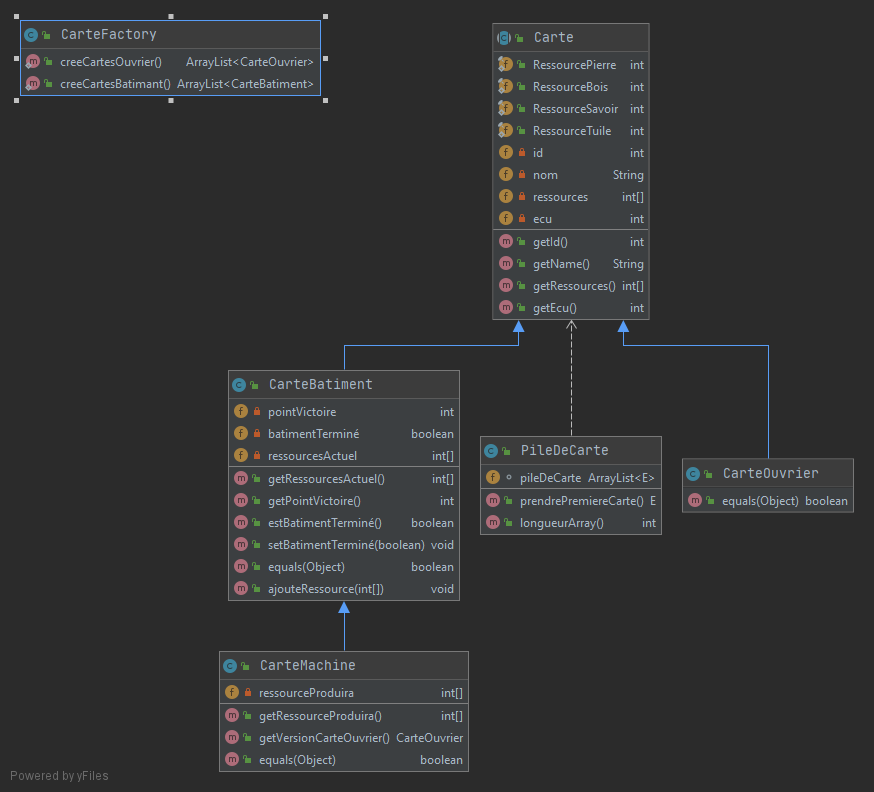 CarteFactory
creeCartesOuvrier() ArrayList<CarteOuvrier>
creeCartesBatimant() ArrayList<CarteBatiment>
Carte
RessourcePierre int
RessourceBois int
RessourceSavoir int
RessourceTuile int
id int
nom String
ressources int[]
ecu int
getId() int
getName() String
getRessources() int[]
getEcu() int
CarteBatiment
pointVictoire int
batimentTerminé boolean
ressourcesActuel int[]
getRessourcesActuel() int[]
getPointVictoire() int
estBatimentTerminé() boolean
setBatimentTerminé(boolean) void
equals(Object) boolean
ajouteRessource(int[]) void
PileDeCarte
pileDeCarte ArrayList<E>
prendrePremiereCarte() E
longueurArray() int
CarteOuvrier
equals(Object) boolean
CarteMachine
ressourceProduira int[]
getRessourceProduira() int[]
getVersionCarteOuvrier() CarteOuvrier
equals(Object) boolean
Powered by yFiles